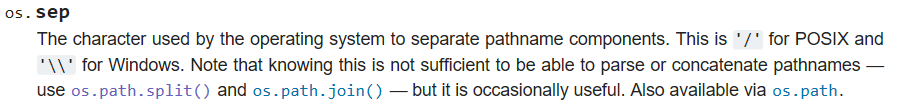 os.sep
The character used by the operating system to separate pathname components. This is '/' for POSIX and
'\\' for Windows. Note that knowing this is not sufficient to be able to parse or concatenate pathnames —
use os.path.split() and os.path.join() — but it is occasionally useful. Also available via os.path.